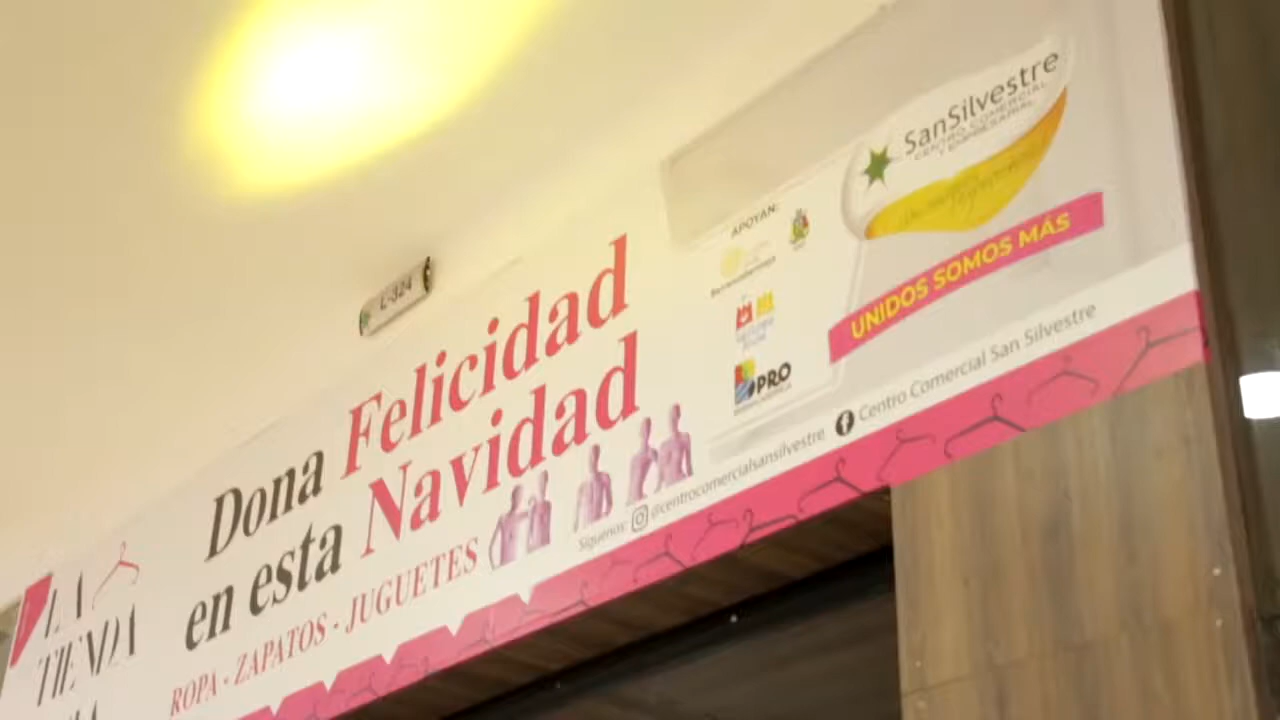 L-324
LA
TIENDA
Dona Felicidad
en esta Navidad
ROPA - ZAPATOS - JUGUETES
APOYAN:
PRO
SanSilvestre
CENTRO COMERCIAL
Y EMPRESARIAL
UNIDOS SOMOS MÁS
Síguenos: @centrocomercialsansilvestre Centro Comercial San Silvestre